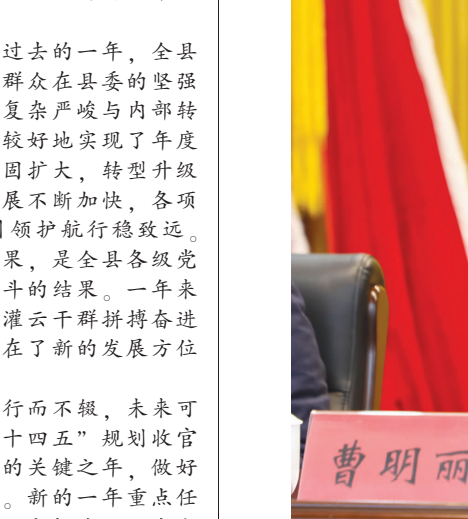 过去的一年，全县
群众在县委的坚强
复杂严峻与内部转
较好地实现了年度
固扩大，转型升级
展不断加快，各项
领护航行稳致远。
果，是全县各级党
斗的结果。一年来
灌云干群拼搏奋进
在了新的发展方位
行而不辍，未来可
十四五”规划收官
的关键之年，做好
。新的一年重点任
曹明丽